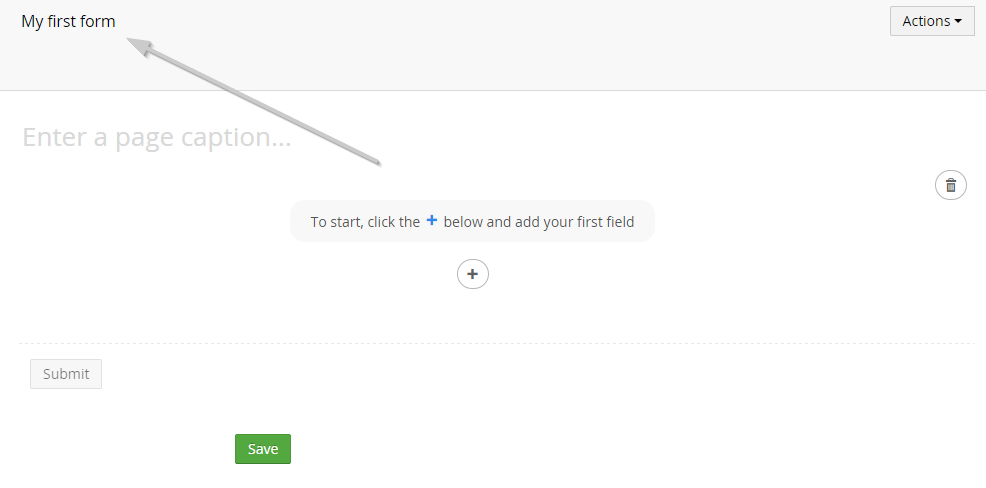 My first form
Actions
Enter a page caption...
To start, click the + below and add your first field
+
Submit
Save